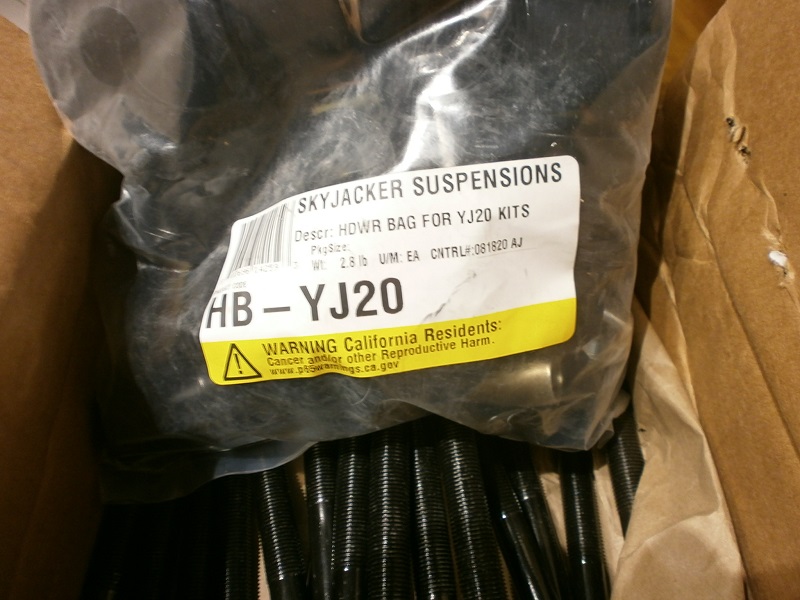 SKYJACKER SUSPENSIONS
Descr: HDWR BAG FOR YJ20 KITS
PkgSize:
Wt: 2.8 lb U/M: EA CNTRL#:081820 AJ
HB-YJ20
WARNING California Residents:
Cancer and/or other Reproductive Harm.
www.p65warnings.ca.gov